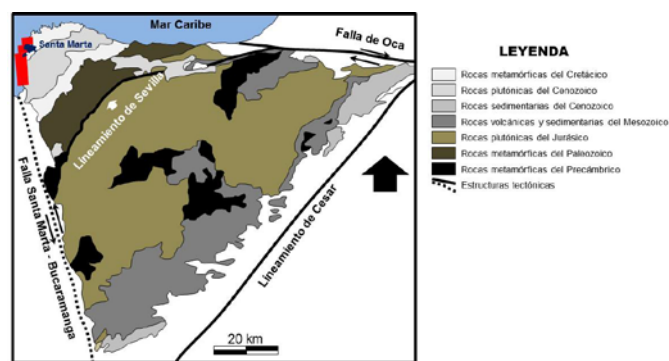 Mar Caribe
Santa Marta
Falla de Oca
Lineamiento de Sevilla
Falla Santa Marta - Bucaramanga
Lineamiento de Cesar
20 km
LEYENDA
Rocas metamórficas del Cretácico
Rocas plutónicas del Cenozoico
Rocas sedimentarias del Cenozoico
Rocas volcánicas y sedimentarias del Mesozoico
Rocas plutónicas del Jurásico
Rocas metamórficas del Paleozoico
Rocas metamórficas del Precámbrico
Estructuras tectónicas